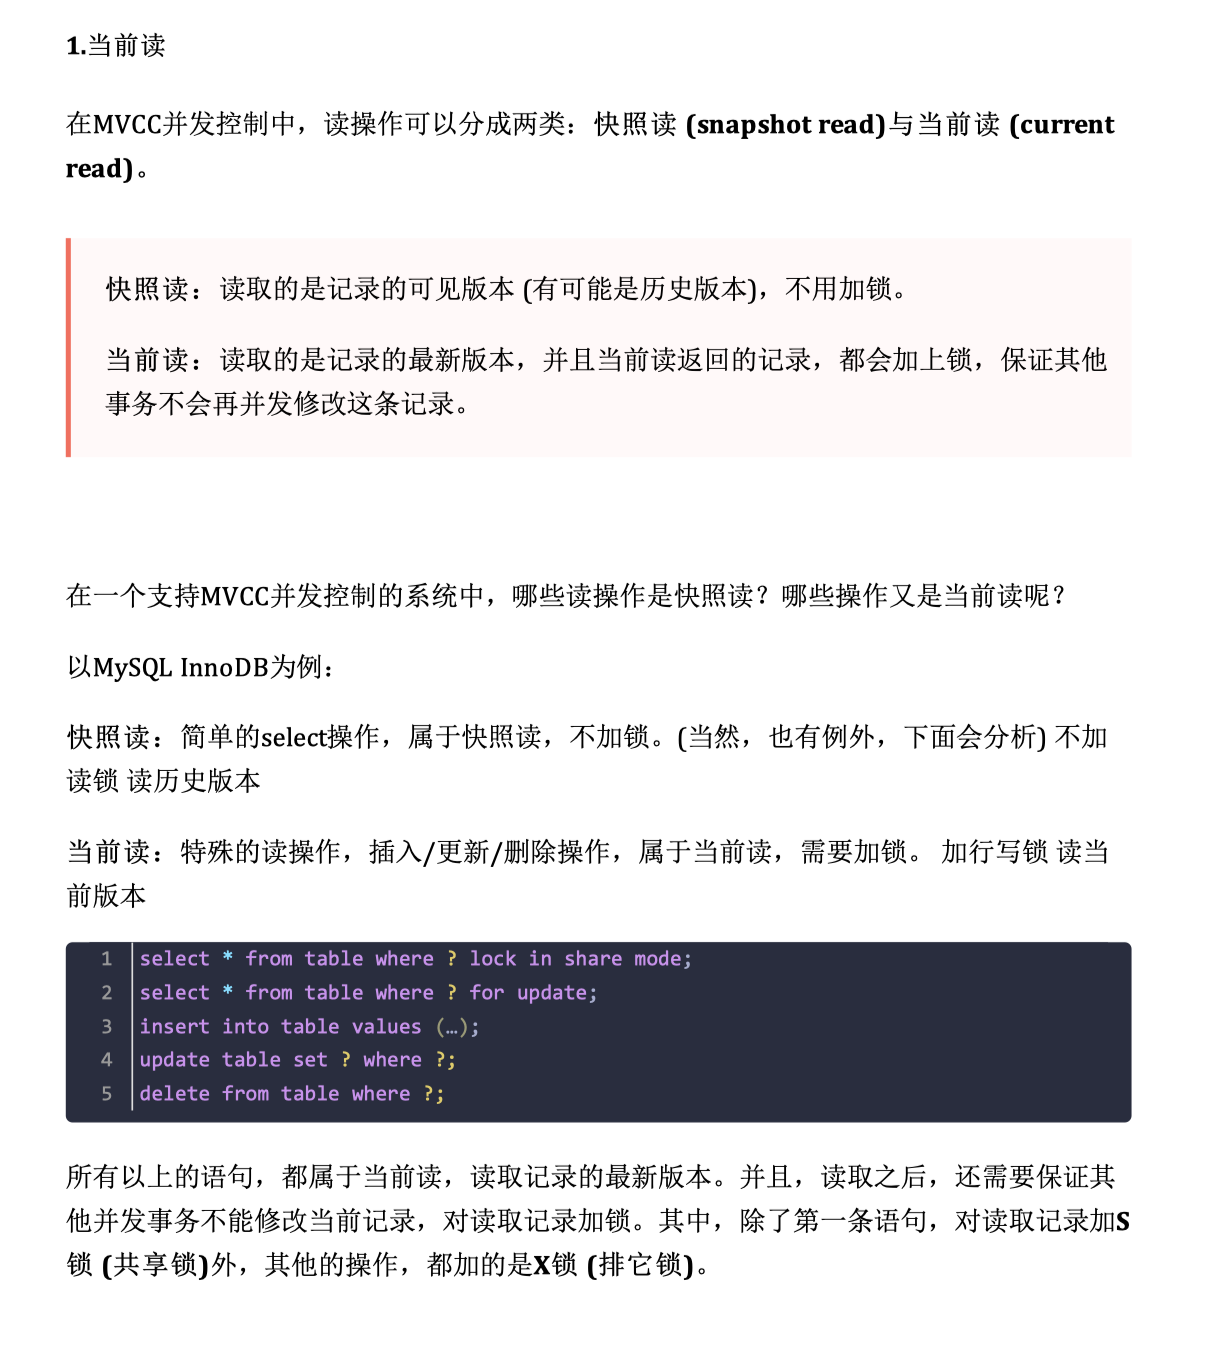 1.当前读
在MVCC并发控制中，读操作可以分成两类：快照读 (snapshot read)与当前读 (current
read)。
快照读：读取的是记录的可见版本 (有可能是历史版本)，不用加锁。
当前读：读取的是记录的最新版本，并且当前读返回的记录，都会加上锁，保证其他
事务不会再并发修改这条记录。
在一个支持MVCC并发控制的系统中，哪些读操作是快照读？哪些操作又是当前读呢？
以MySQL InnoDB为例：
快照读：简单的select操作，属于快照读，不加锁。(当然，也有例外，下面会分析) 不加
读锁 读历史版本
当前读：特殊的读操作，插入/更新/删除操作，属于当前读，需要加锁。 加行写锁 读当
前版本
1 select * from table where ? lock in share mode;
2 select * from table where ? for update;
3 insert into table values (…);
4 update table set ? where ?;
5 delete from table where ?;
所有以上的语句，都属于当前读，读取记录的最新版本。并且，读取之后，还需要保证其
他并发事务不能修改当前记录，对读取记录加锁。其中，除了第一条语句，对读取记录加S
锁 (共享锁)外，其他的操作，都加的是X锁 (排它锁)。